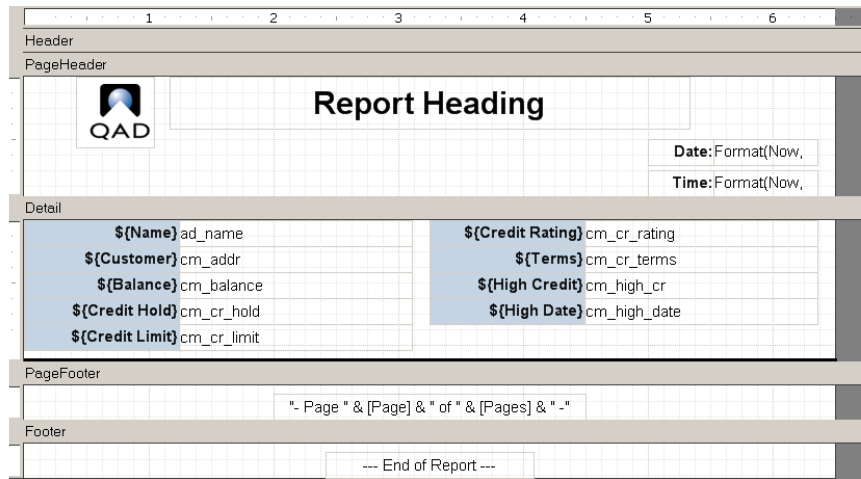 1 2 3 4 5 6
Header
PageHeader
QAD
Report Heading
Date: Format(Now,
Time: Format(Now,
Detail
${Name} ad_name ${Credit Rating} cm_cr_rating
${Customer} cm_addr ${Terms} cm_cr_terms
${Balance} cm_balance ${High Credit} cm_high_cr
${Credit Hold} cm_cr_hold ${High Date} cm_high_date
${Credit Limit} cm_cr_limit
PageFooter
"- Page " & [Page] & " of " & [Pages] & " -"
Footer
--- End of Report ---